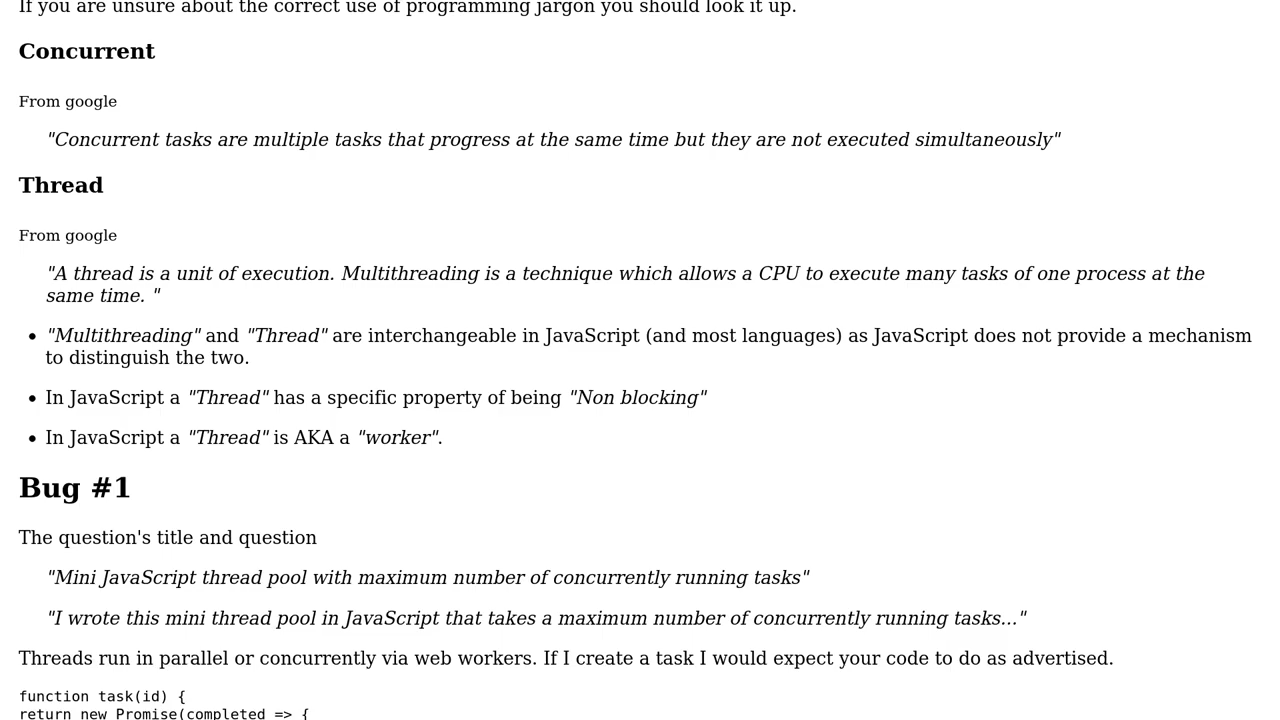 If you are unsure about the correct use of programming jargon you should look it up.
Concurrent
From google
"Concurrent tasks are multiple tasks that progress at the same time but they are not executed simultaneously"
Thread
From google
"A thread is a unit of execution. Multithreading is a technique which allows a CPU to execute many tasks of one process at the
same time. "
• "Multithreading" and "Thread" are interchangeable in JavaScript (and most languages) as JavaScript does not provide a mechanism
to distinguish the two.
• In JavaScript a "Thread" has a specific property of being "Non blocking"
• In JavaScript a "Thread" is AKA a "worker".
Bug #1
The question's title and question
"Mini JavaScript thread pool with maximum number of concurrently running tasks"
"I wrote this mini thread pool in JavaScript that takes a maximum number of concurrently running tasks..."
Threads run in parallel or concurrently via web workers. If I create a task I would expect your code to do as advertised.
function task(id) {
return new Promise(completed => {